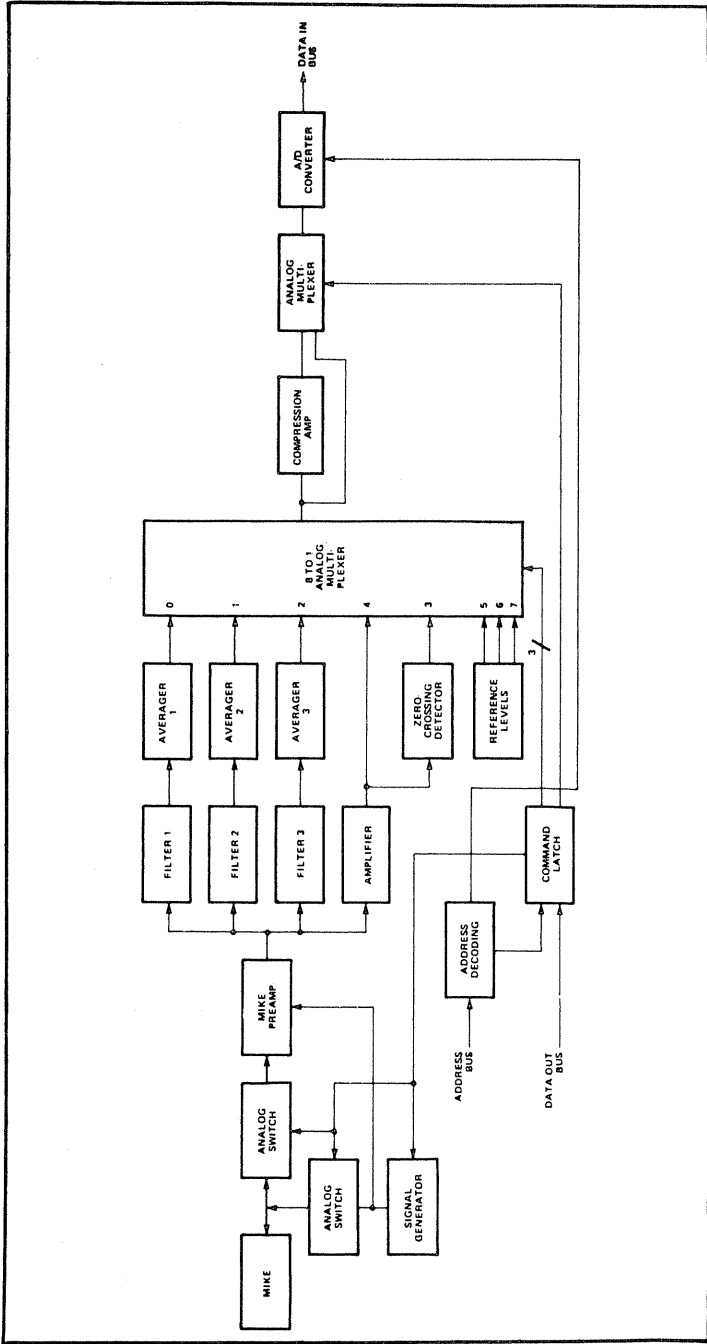 MIKE
ANALOG
SWITCH
ANALOG
SWITCH
SIGNAL
GENERATOR
MIKE
PREAMP
FILTER 1
FILTER 2
FILTER 3
AMPLIFIER
AVERAGER
1
AVERAGER
2
AVERAGER
3
ZERO-
CROSSING
DETECTOR
REFERENCE
LEVELS
0
1
2
4
3
5
6
7
8 TO 1
ANALOG
MULTI-
PLEXER
3
COMPRESSION
AMP
ANALOG
MULTI-
PLEXER
A/D
CONVERTER
DATA IN
BUS
ADDRESS
BUS
ADDRESS
DECODING
DATA OUT
BUS
COMMAND
LATCH